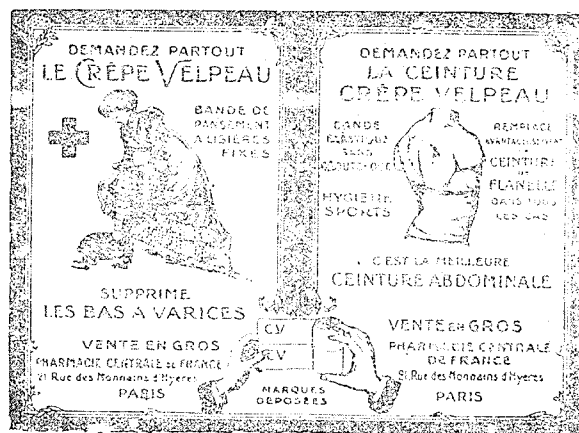 DEMANDEZ PARTOUT
LE CRÊPE VELPEAU
BANDE DE
PANSEMENT
A LISIÈRES
FIXES
SUPPRIME
LES BAS A VARICES
VENTE EN GROS
PHARMACIE CENTRALE DE FRANCE
21 Rue des Nonnains d'Hyères
PARIS
CV
CV
MARQUES
DÉPOSÉES
DEMANDEZ PARTOUT
LA CEINTURE
CRÊPE VELPEAU
BANDE
ÉLASTIQUE
SANS
CAOUTCHOUC
HYGIÈNE
SPORTS
REMPLACE
AVANTAGEUSEMENT
CEINTURE
DE
FLANELLE
DANS TOUS
LES CAS
C'EST LA MEILLEURE
CEINTURE ABDOMINALE
VENTE EN GROS
PHARMACIE CENTRALE
DE FRANCE
21 Rue des Nonnains d'Hyères
PARIS